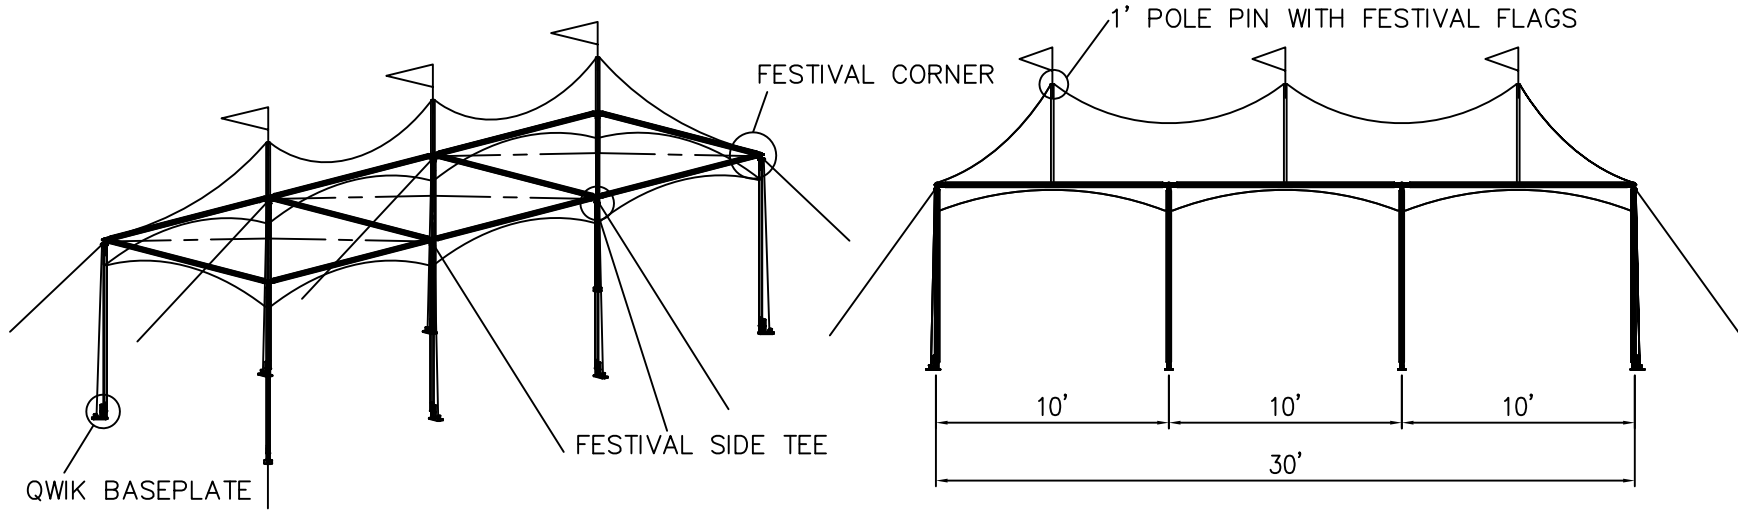 1' POLE PIN WITH FESTIVAL FLAGS
FESTIVAL CORNER
FESTIVAL SIDE TEE
QWIK BASEPLATE
10'
10'
10'
30'